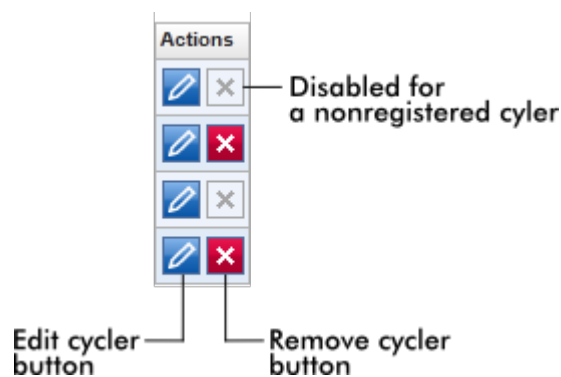 Actions
Disabled for
a nonregistered cyler
Edit cycler
button
Remove cycler
button